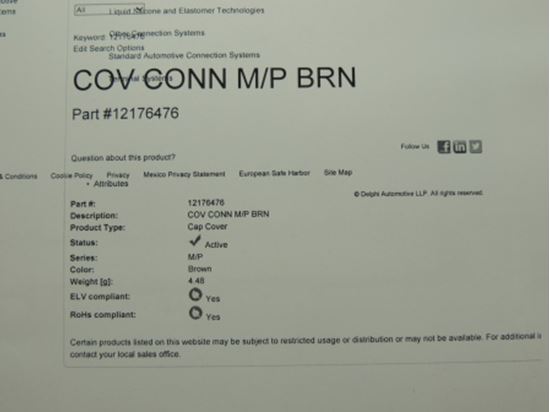 All
Liquid Silicone and Elastomer Technologies
Keyword: 12176476
Other Connection Systems
Edit Search Options
Standard Automotive Connection Systems
Terminal Systems
COV CONN M/P BRN
Part #12176476
Follow Us
Question about this product?
& Conditions Cookie Policy Privacy Mexico Privacy Statement European Safe Harbor Site Map
• Attributes
© Delphi Automotive LLP. All rights reserved.
Part #: 12176476
Description: COV CONN M/P BRN
Product Type: Cap Cover
Status: Active
Series: M/P
Color: Brown
Weight [g]: 4.48
ELV compliant: Yes
RoHs compliant: Yes
Certain products listed on this website may be subject to restricted usage or distribution or may not be available. For additional
contact your local sales office.